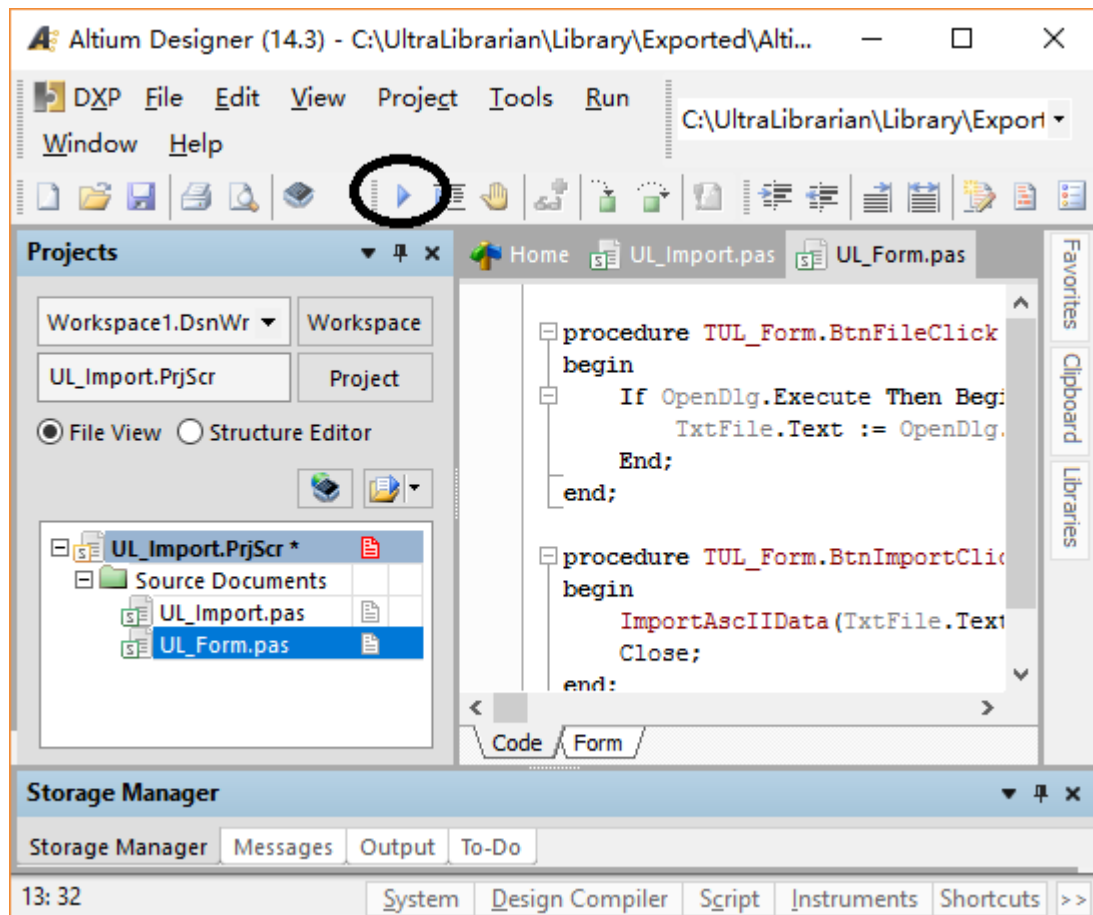 Altium Designer (14.3) - C:\UltraLibrarian\Library\Exported\Alti...
DXP File Edit View Project Tools Run
Window Help
C:\UltraLibrarian\Library\Export
Projects
Workspace1.DsnWr
Workspace
UL_Import.PrjScr
Project
File View Structure Editor
UL_Import.PrjScr *
Source Documents
UL_Import.pas
UL_Form.pas
Home UL_Import.pas UL_Form.pas
procedure TUL_Form.BtnFileClick
begin
If OpenDlg.Execute Then Begi
TxtFile.Text := OpenDlg.
End;
end;
procedure TUL_Form.BtnImportClic
begin
ImportAscIIData(TxtFile.Text
Close;
end;
Code Form
Favorites
Clipboard
Libraries
Storage Manager
Storage Manager Messages Output To-Do
13: 32 System Design Compiler Script Instruments Shortcuts >>